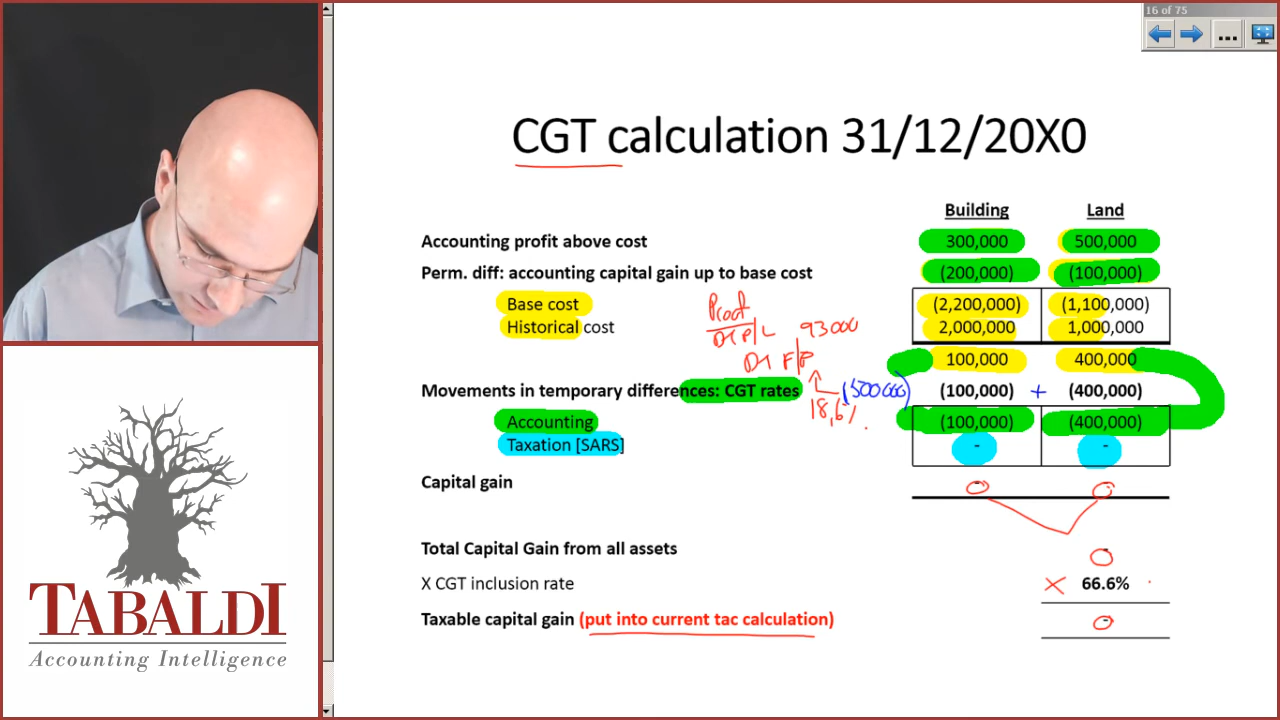 16 of 75
...
CGT calculation 31/12/20X0
Building Land
Accounting profit above cost 300,000 500,000
Perm. diff: accounting capital gain up to base cost (200,000) (100,000)
Base cost (2,200,000) (1,100,000)
Historical cost 2,000,000 1,000,000
Proof
Dt P/L 93 000
100,000 400,000
Dt F/P
Movements in temporary differences: CGT rates (500 000) (100,000) + (400,000)
18,6%.
Accounting (100,000) (400,000)
Taxation [SARS] - -
Capital gain 0 0
Total Capital Gain from all assets 0
X CGT inclusion rate × 66.6%
Taxable capital gain (put into current tac calculation) 0
TABALDI
Accounting Intelligence